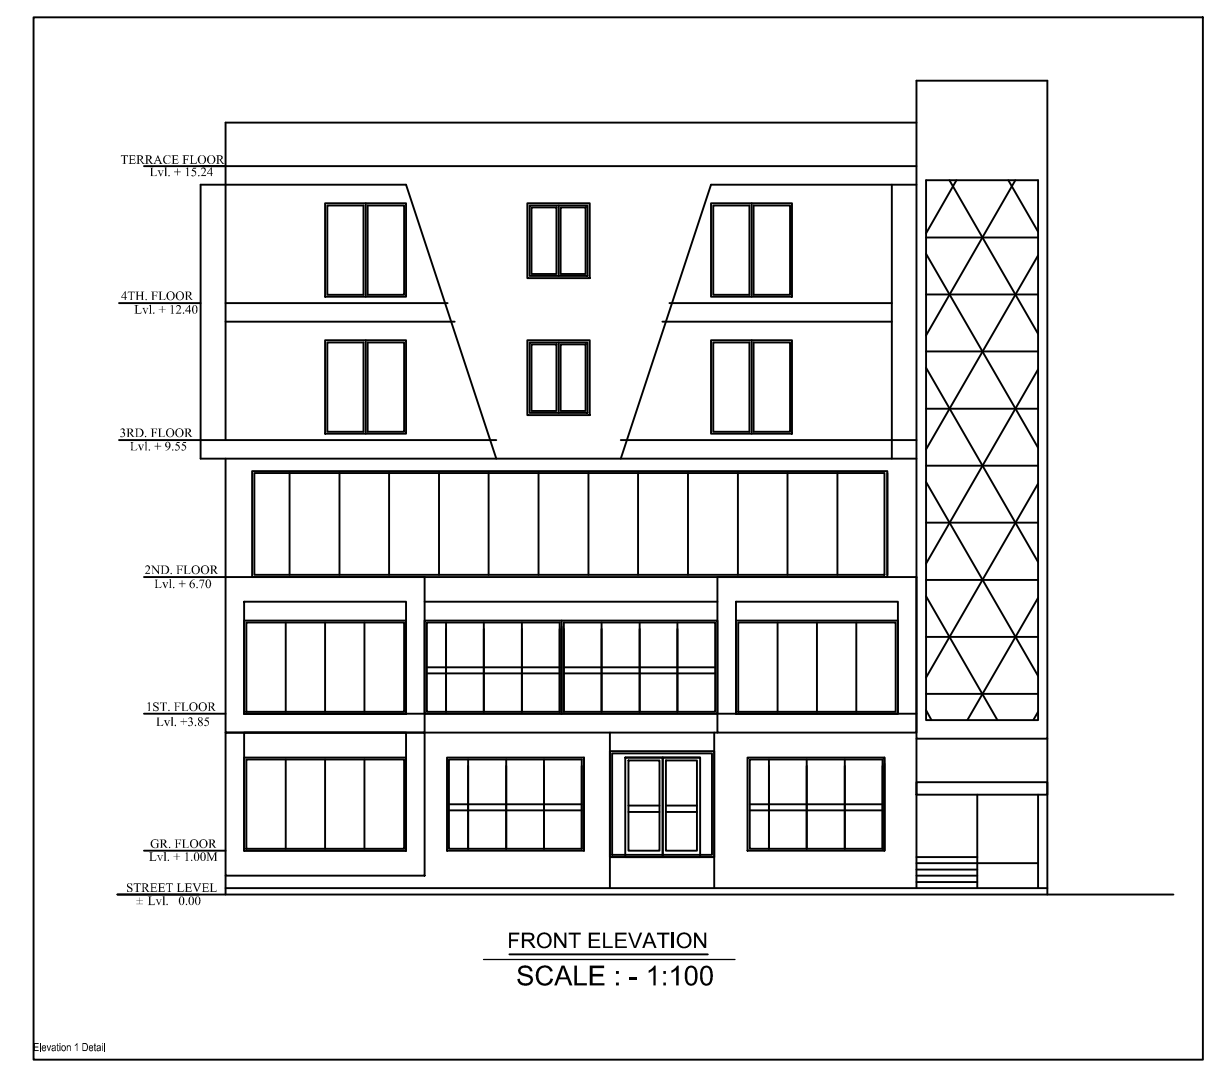 TERRACE FLOOR
Lvl. + 15.24
4TH. FLOOR
Lvl. + 12.40
3RD. FLOOR
Lvl. + 9.55
2ND. FLOOR
Lvl. + 6.70
1ST. FLOOR
Lvl. +3.85
GR. FLOOR
Lvl. + 1.00M
STREET LEVEL
± Lvl. 0.00
FRONT ELEVATION
SCALE : - 1:100
Elevation 1 Detail